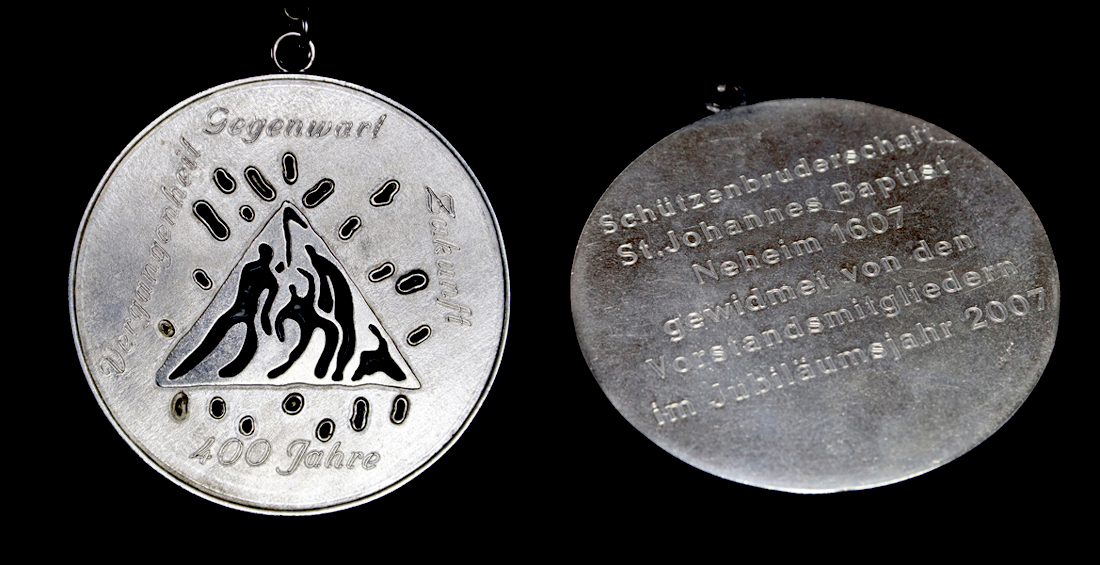 Vergangenheit
Gegenwart
Zukunft
400 Jahre
Schützenbruderschaft
St. Johannes Baptist
Neheim 1607
gewidmet von den
Vorstandsmitgliedern
im Jubiläumsjahr 2007